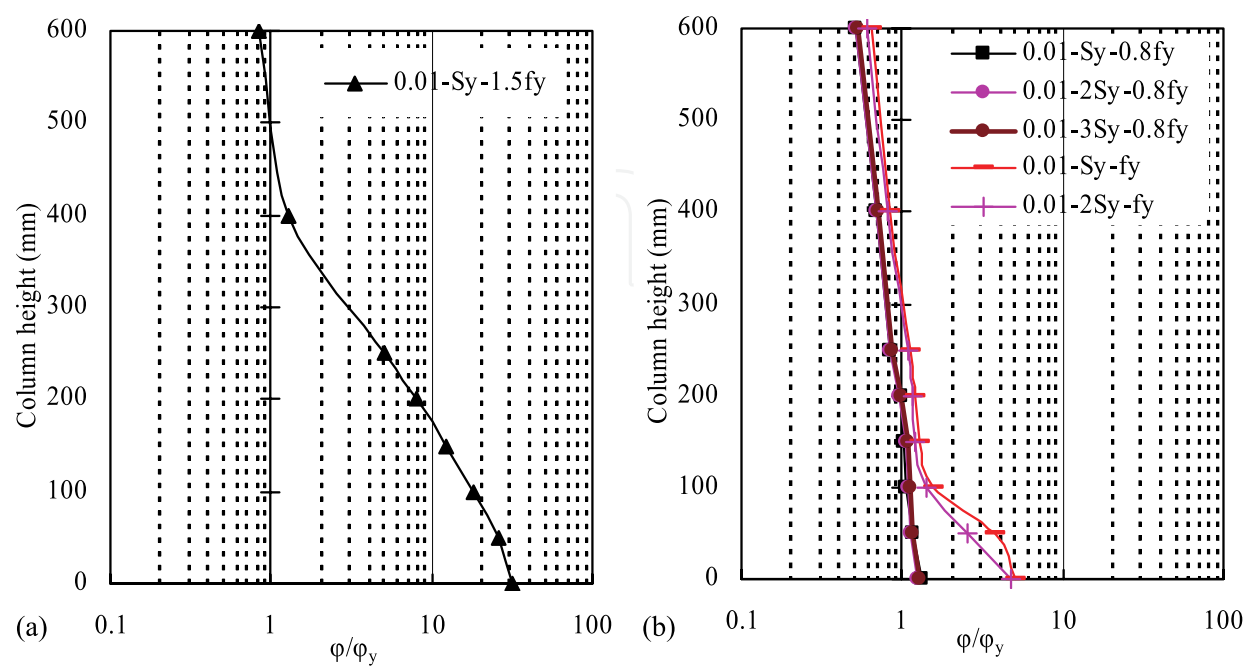 600
500
400
300
200
100
0
Column height (mm)
0.01-Sy-1.5fy
0.1
1
10
100
φ/φy
(a)
600
500
400
300
200
100
0
Column height (mm)
0.01-Sy-0.8fy
0.01-2Sy-0.8fy
0.01-3Sy-0.8fy
0.01-Sy-fy
0.01-2Sy-fy
0.1
1
10
100
φ/φy
(b)